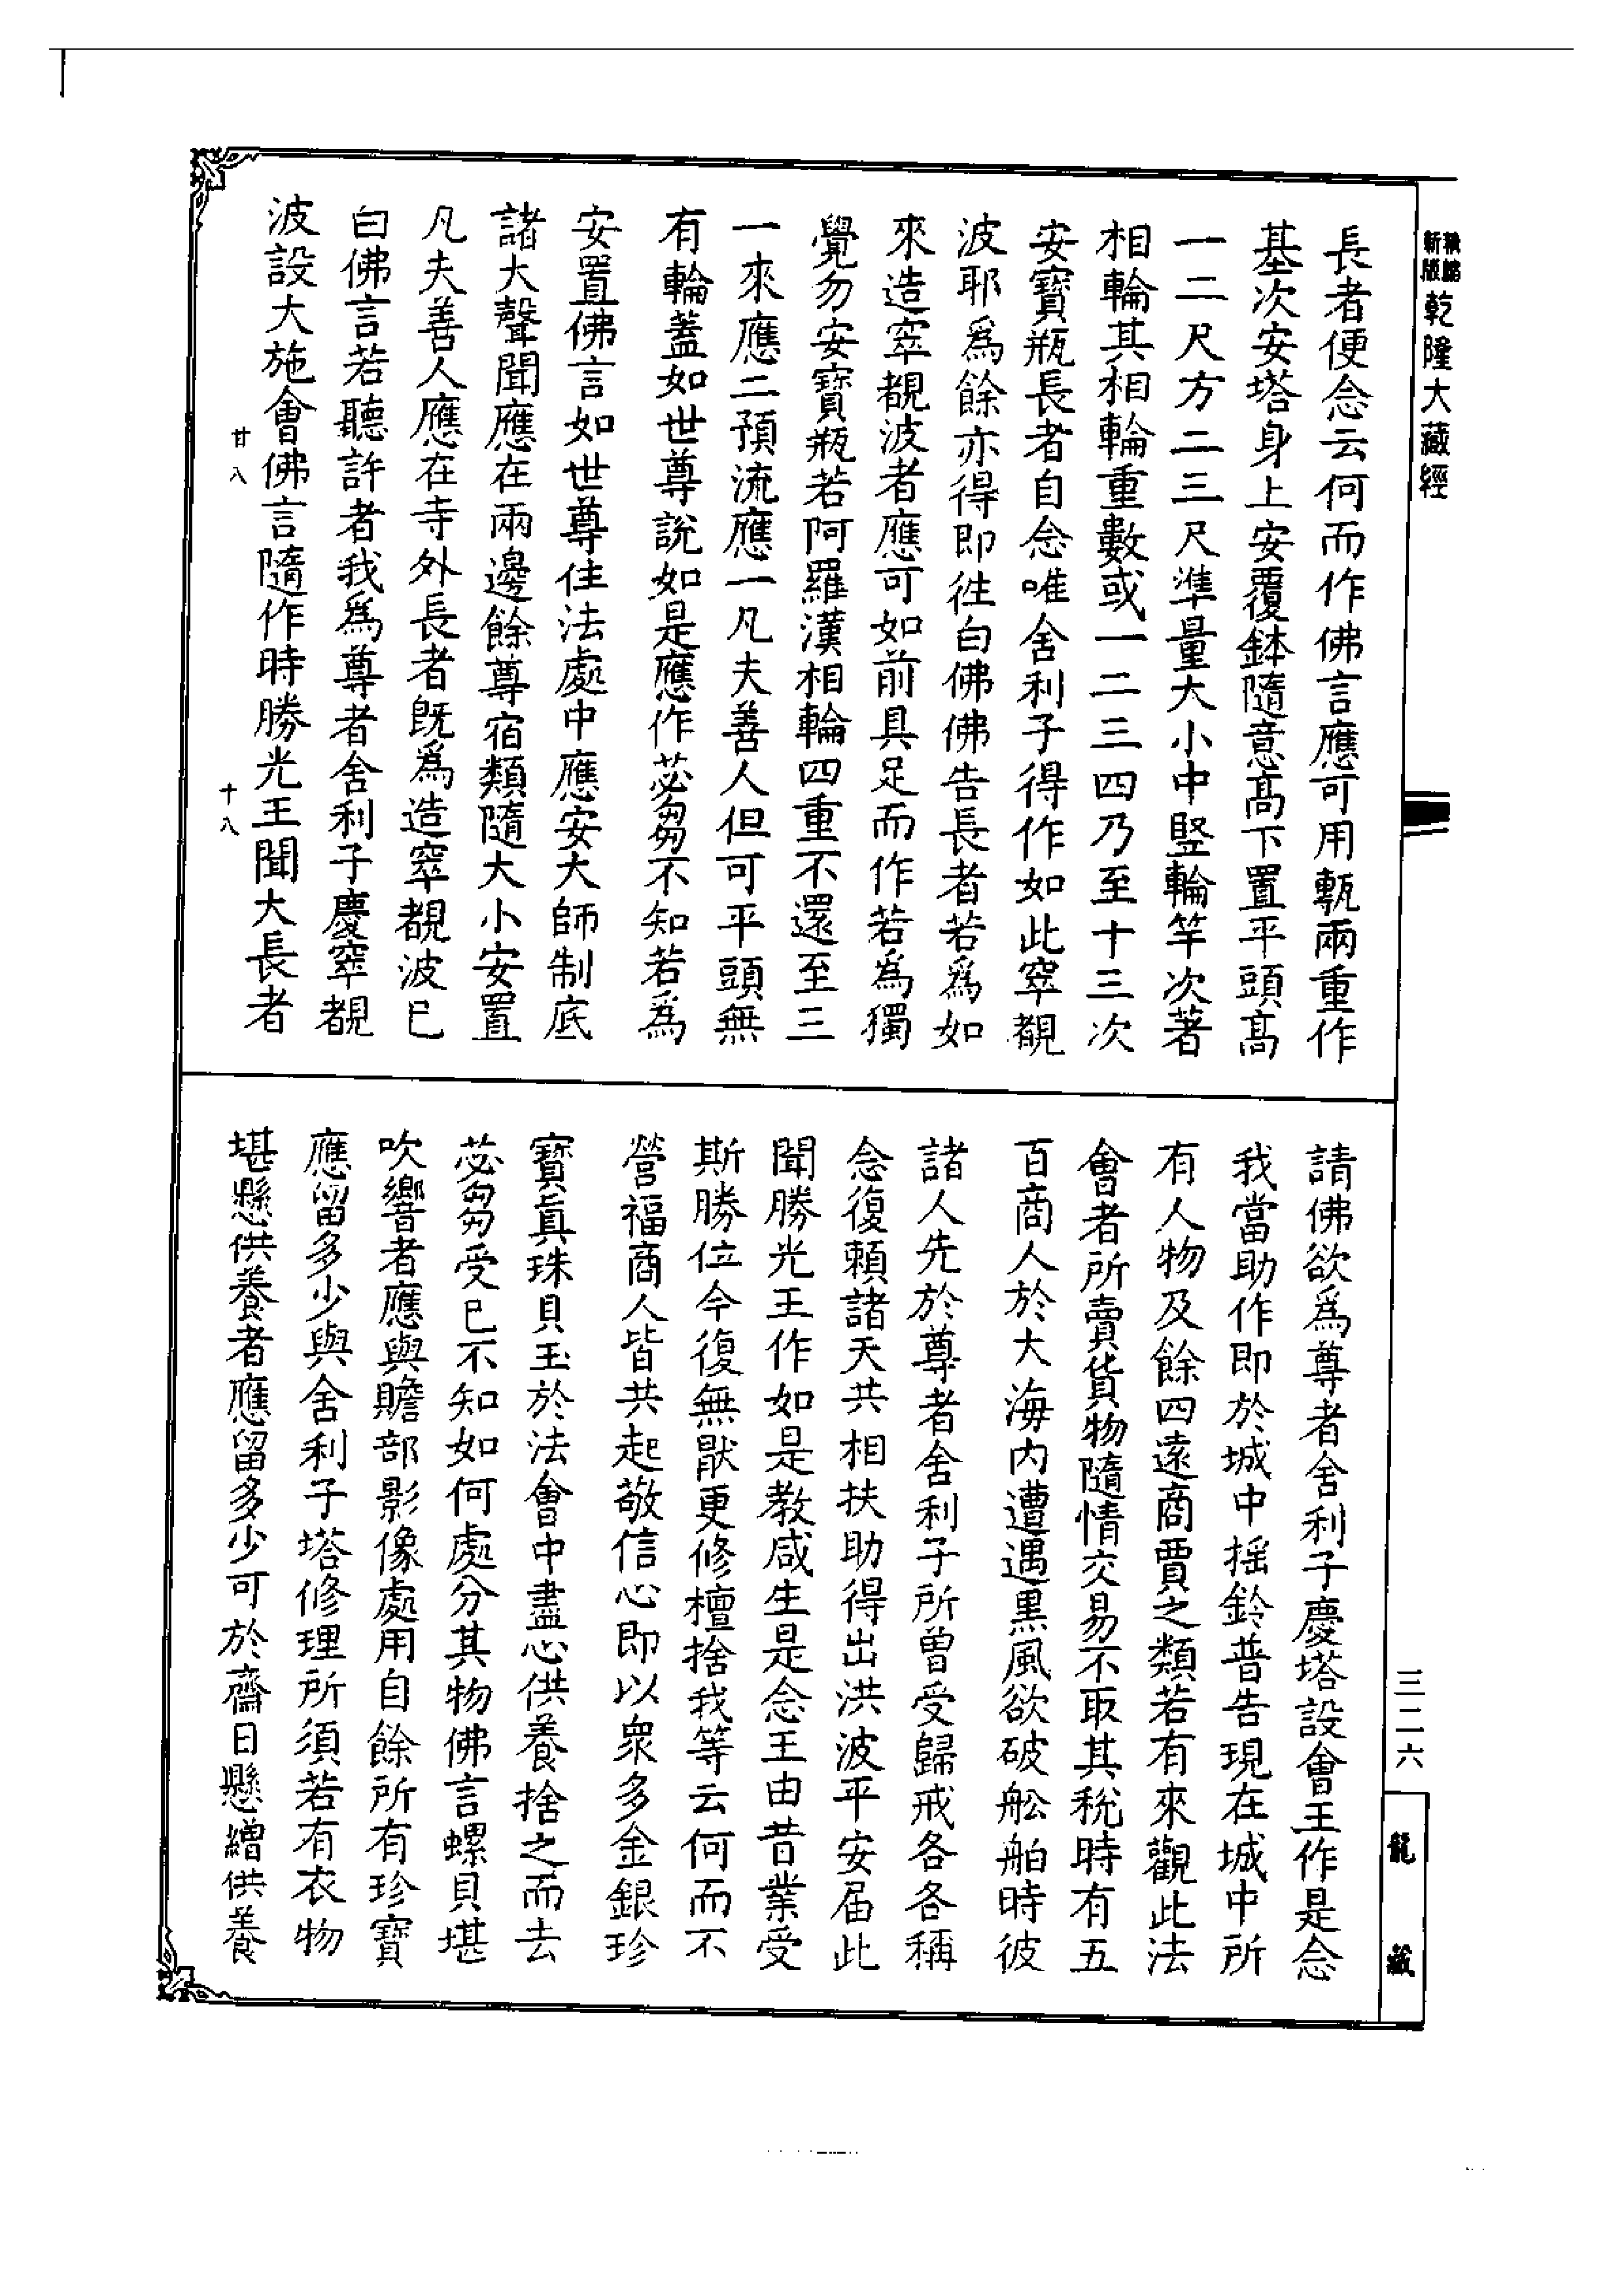 新版
乾隆大藏經
長者便念云何而作佛言應可用甎兩重作
基次安塔身上安覆鉢隨意高下置平頭高
一二尺方二三尺準量大小中竪輪竿次著
相輪其相輪重數或一二三四乃至十三次
安寶瓶長者自念唯舍利子得作如此窣覩
波耶爲餘亦得即往白佛佛告長者若爲如
來造窣覩波者應可如前具足而作若爲獨
覺勿安寶瓶若阿羅漢相輪四重不還至三
一來應二預流應一凡夫善人但可平頭無
有輪蓋如世尊說如是應作苾芻不知若爲
安置佛言如世尊住法處中應安大師制底
諸大聲聞應在兩邊餘尊宿類隨大小安置
凡夫善人應在寺外長者既爲造窣覩波已
白佛言若聽許者我爲尊者舍利子慶窣覩
波設大施會佛言隨作時勝光王聞大長者
廿八
十八
請佛欲爲尊者舍利子慶塔設會王作是念
我當助作即於城中搖鈴普告現在城中所
有人物及餘四遠商賈之類若有來觀此法
會者所賣貨物隨情交易不取其稅時有五
百商人於大海內遭遇黑風欲破舩舶時彼
諸人先於尊者舍利子所曾受歸戒各各稱
念復賴諸天共相扶助得出洪波平安屆此
聞勝光王作如是教咸生是念王由昔業受
斯勝位今復無猒更修檀捨我等云何而不
營福商人皆共起敬信心即以衆多金銀珍
寶真珠貝玉於法會中盡心供養捨之而去
苾芻受已不知如何處分其物佛言螺貝堪
吹響者應與贍部影像處用自餘所有珍寶
應留多少與舍利子塔修理所須若有衣物
堪懸供養者應留多少可於齋日懸繒供養
三二六
龍藏